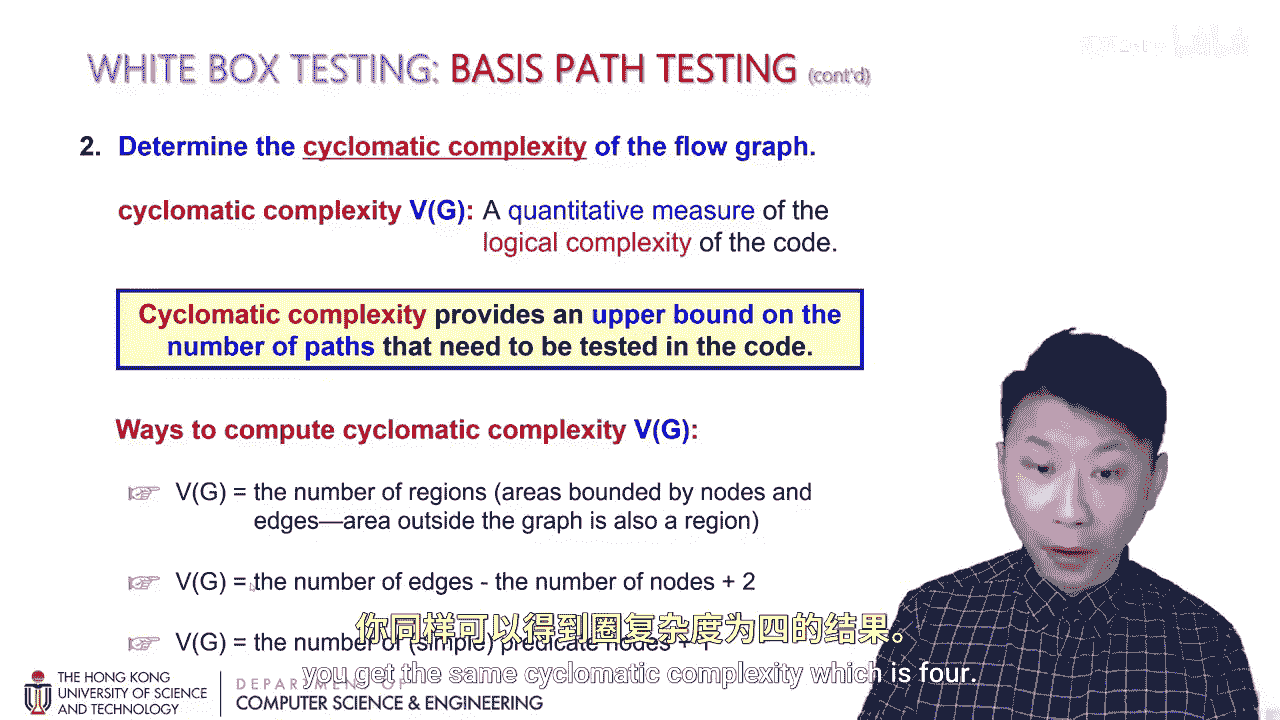 WHITE BOX TESTING: BASIS PATH TESTING (cont'd)
2. Determine the cyclomatic complexity of the flow graph.
cyclomatic complexity V(G): A quantitative measure of the
logical complexity of the code.
Cyclomatic complexity provides an upper bound on the
number of paths that need to be tested in the code.
Ways to compute cyclomatic complexity V(G):
☞ V(G) = the number of regions (areas bounded by nodes and
edges—area outside the graph is also a region)
☞ V(G) = the number of edges - the number of nodes + 2
☞ V(G) = the number of (simple) predicate nodes + 1
你同样可以得到圈复杂度为四的结果。
you get the same cyclomatic complexity which is four.
THE HONG KONG
UNIVERSITY OF SCIENCE
AND TECHNOLOGY
DEPARTMENT OF
COMPUTER SCIENCE & ENGINEERING